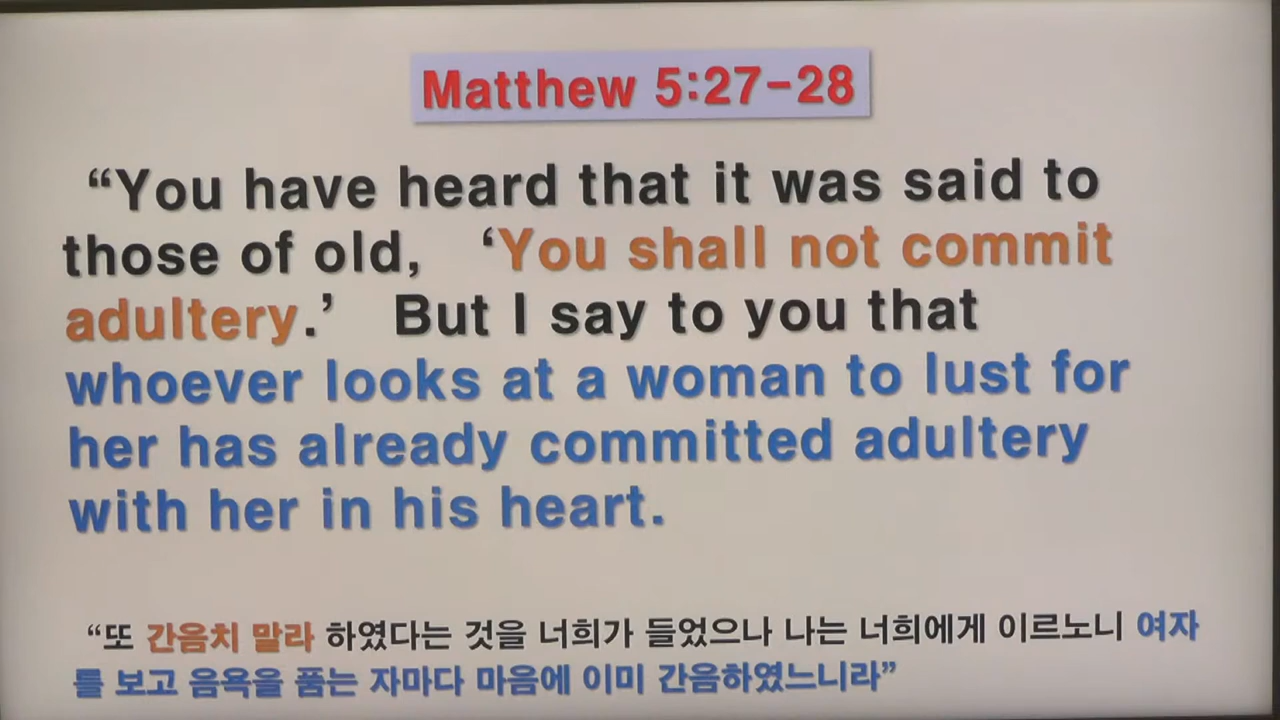 Matthew 5:27-28
“You have heard that it was said to
those of old, ‘You shall not commit
adultery.’ But I say to you that
whoever looks at a woman to lust for
her has already committed adultery
with her in his heart.
“또 간음치 말라 하였다는 것을 너희가 들었으나 나는 너희에게 이르노니 여자
를 보고 음욕을 품는 자마다 마음에 이미 간음하였느니라”